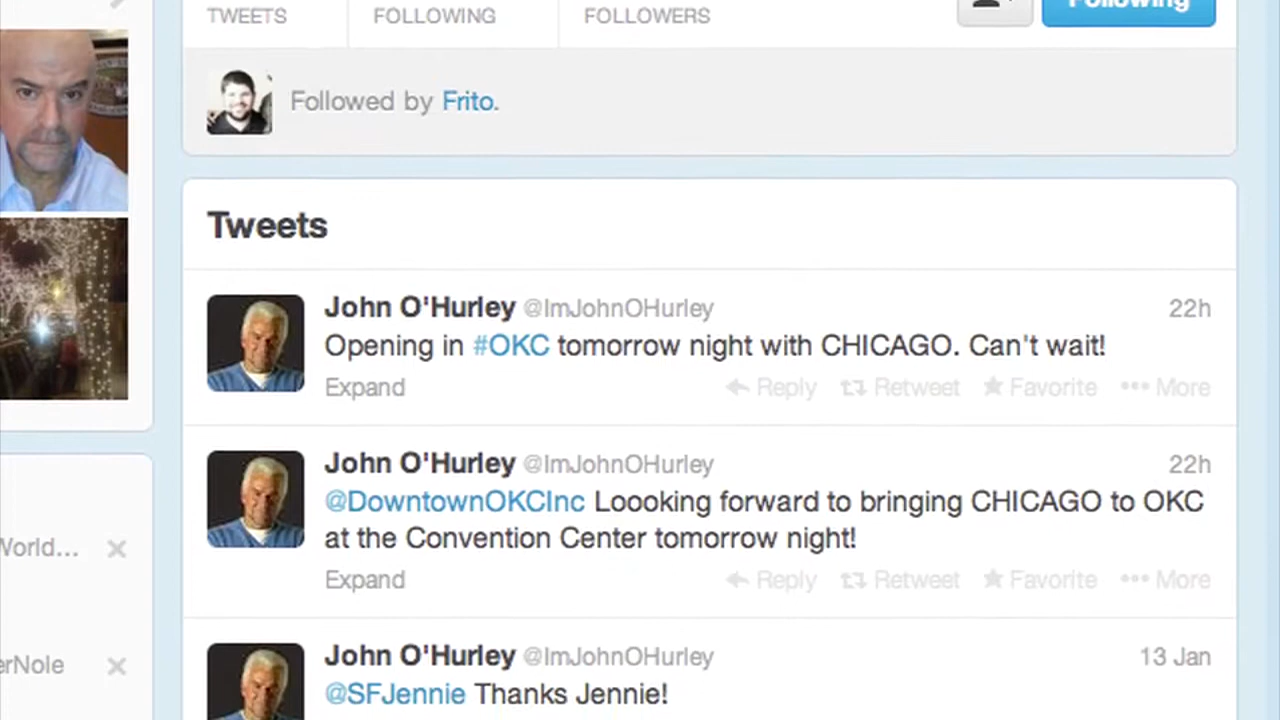 TWEETS FOLLOWING FOLLOWERS Following
Followed by Frito.
Tweets
John O'Hurley @ImJohnOHurley 22h
Opening in #OKC tomorrow night with CHICAGO. Can't wait!
Expand Reply Retweet Favorite More
John O'Hurley @ImJohnOHurley 22h
@DowntownOKCInc Loooking forward to bringing CHICAGO to OKC
at the Convention Center tomorrow night!
World...
Expand Reply Retweet Favorite More
John O'Hurley @ImJohnOHurley 13 Jan
erNole
@SFJennie Thanks Jennie!